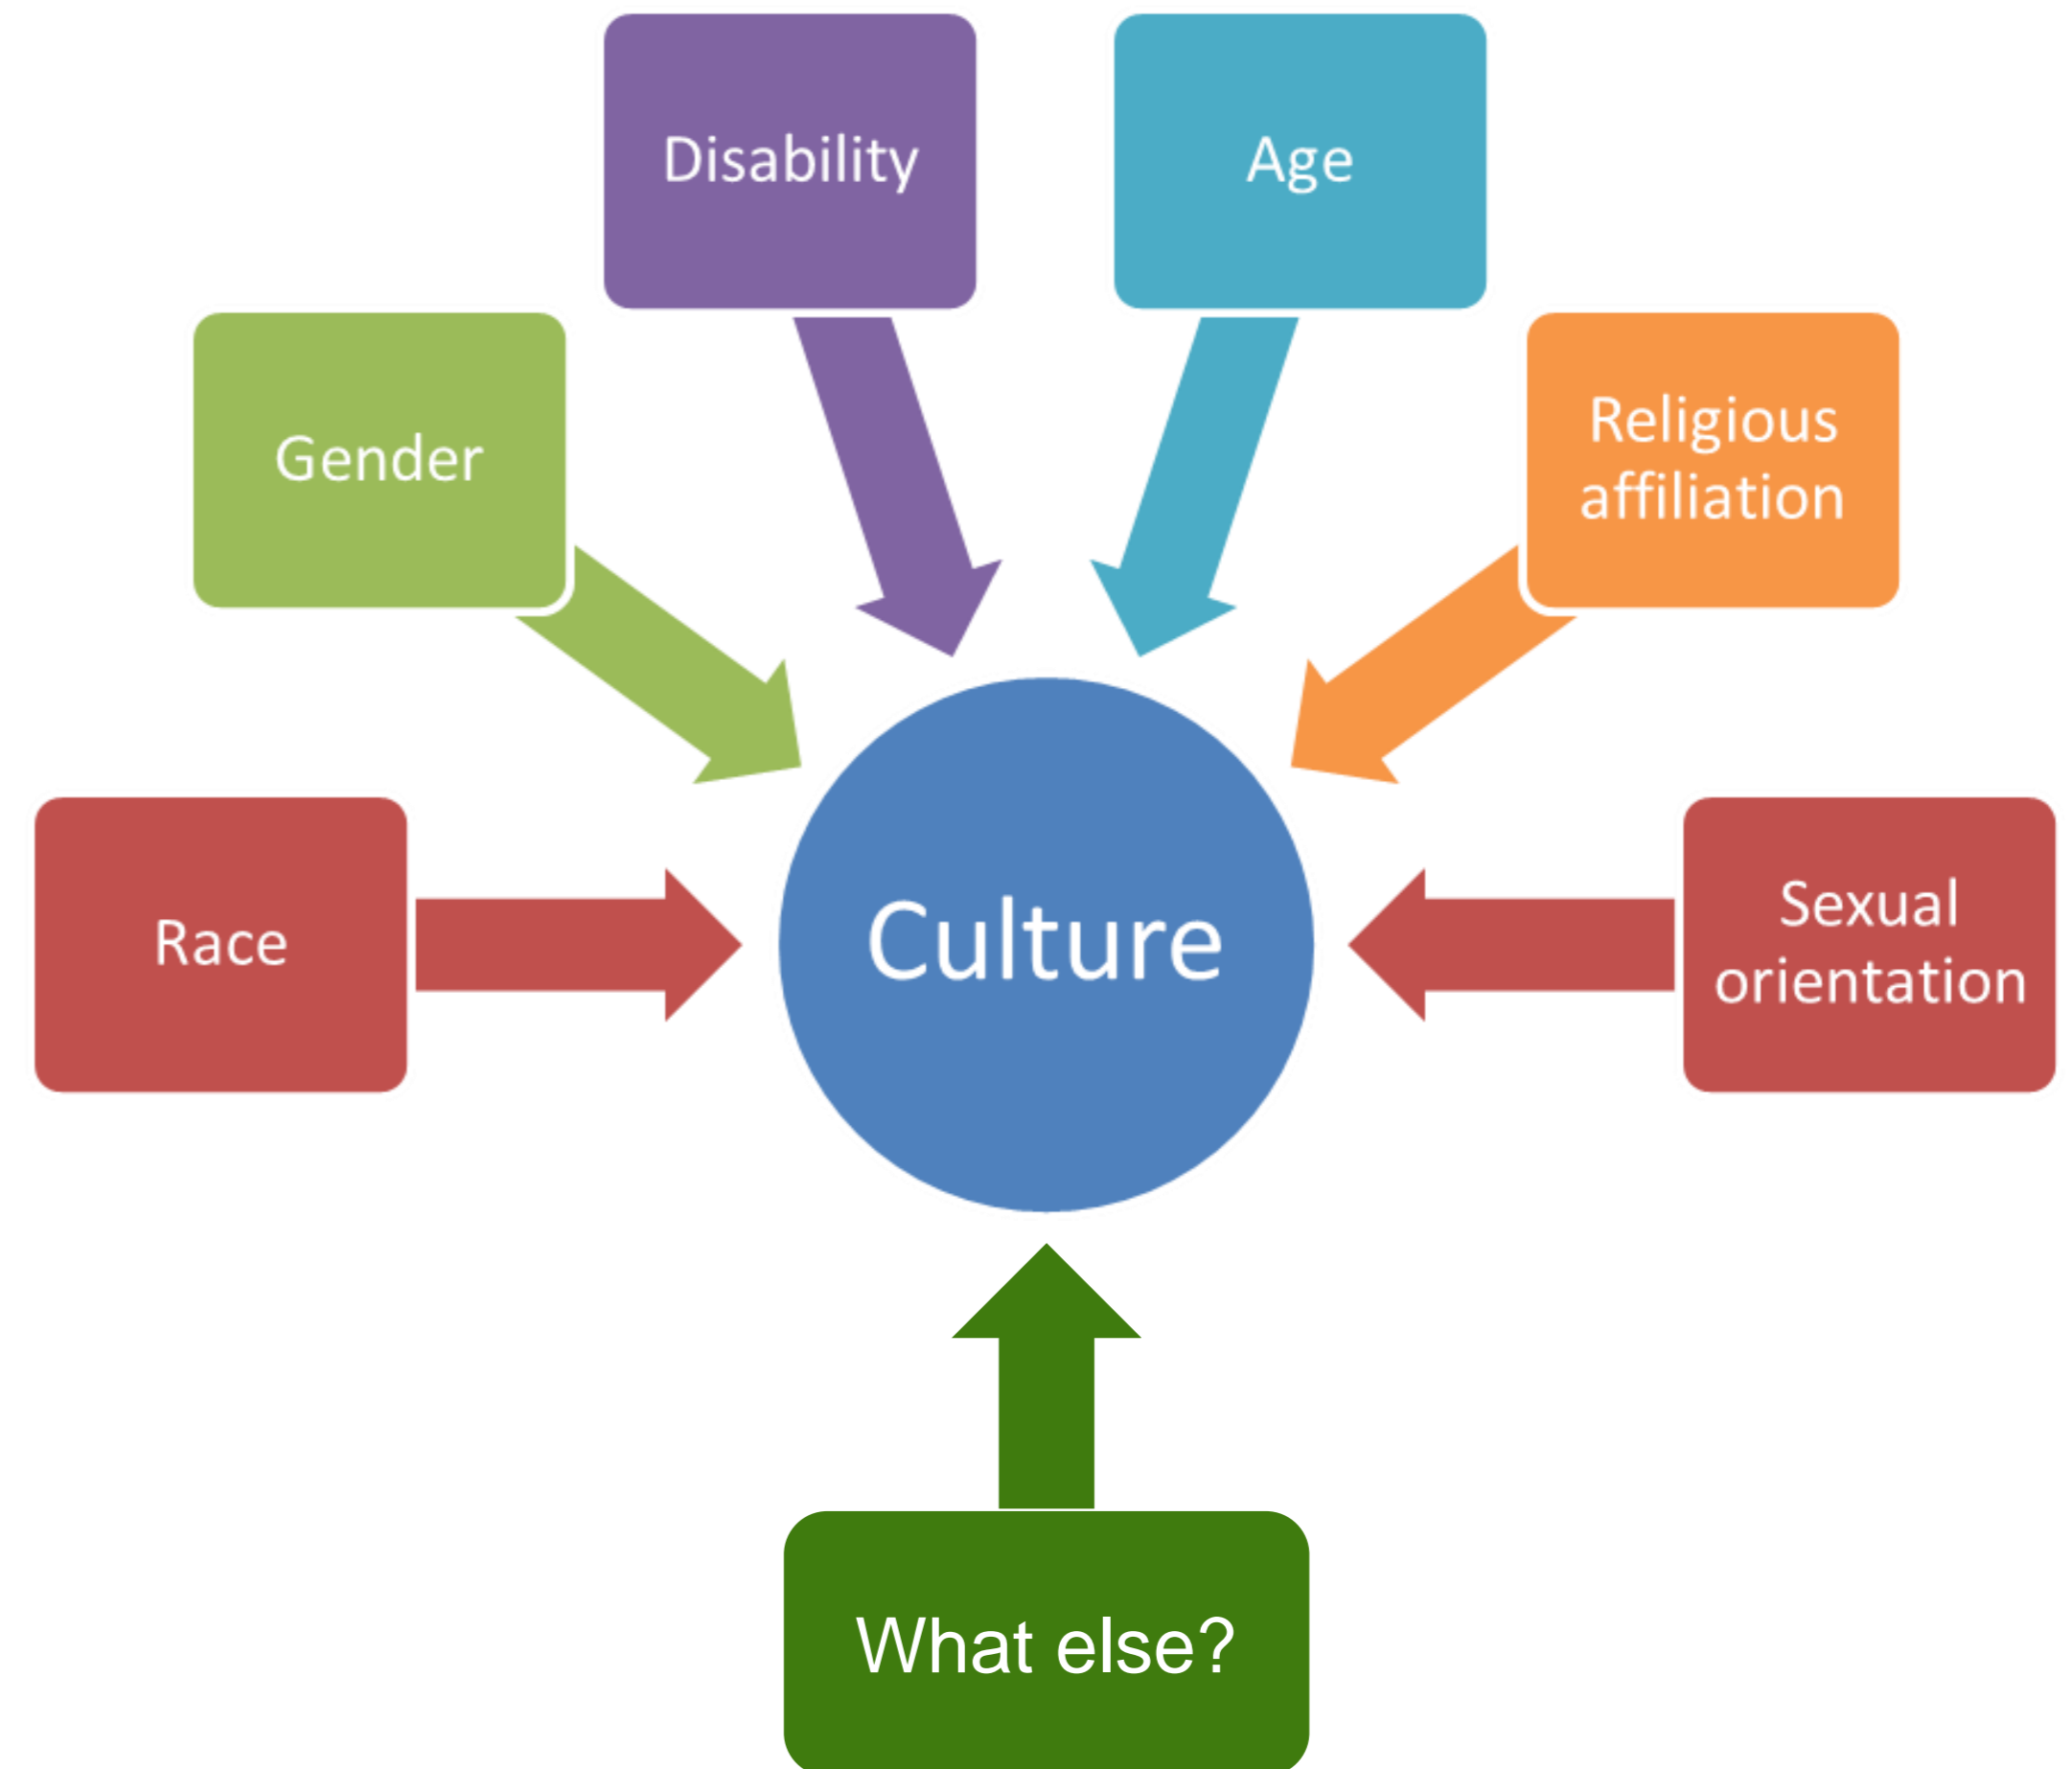 Disability
Age
Gender
Religious
affiliation
Race
Culture
Sexual
orientation
What else?